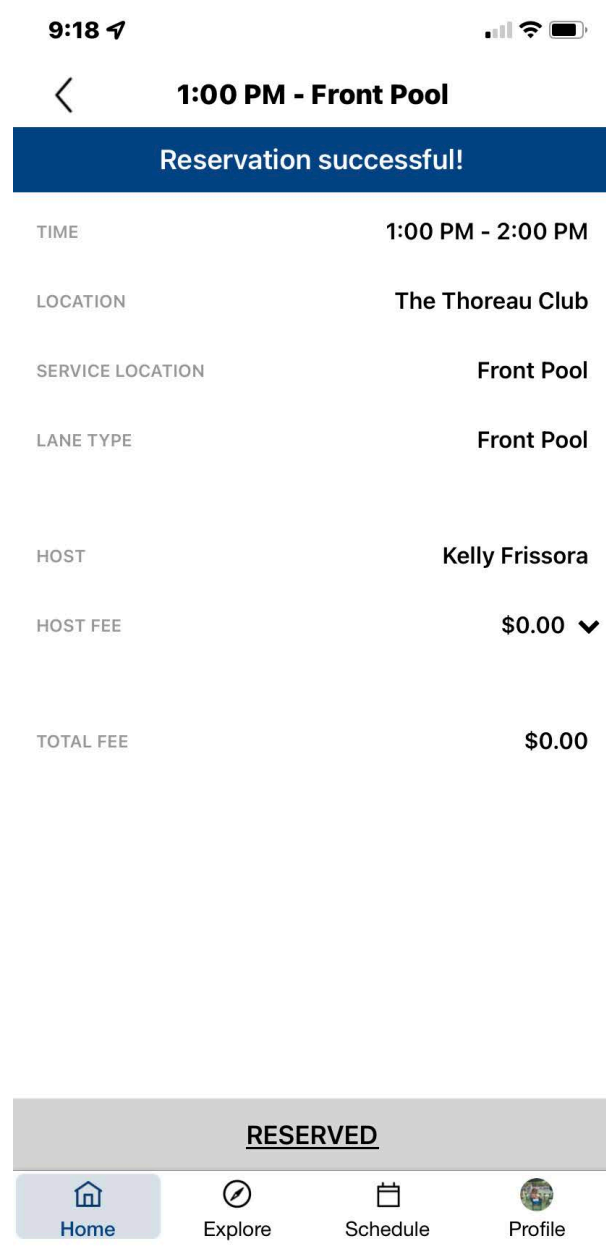 9:18
1:00 PM - Front Pool
Reservation successful!
TIME 1:00 PM - 2:00 PM
LOCATION The Thoreau Club
SERVICE LOCATION Front Pool
LANE TYPE Front Pool
HOST Kelly Frissora
HOST FEE $0.00
TOTAL FEE $0.00
RESERVED
Home Explore Schedule Profile